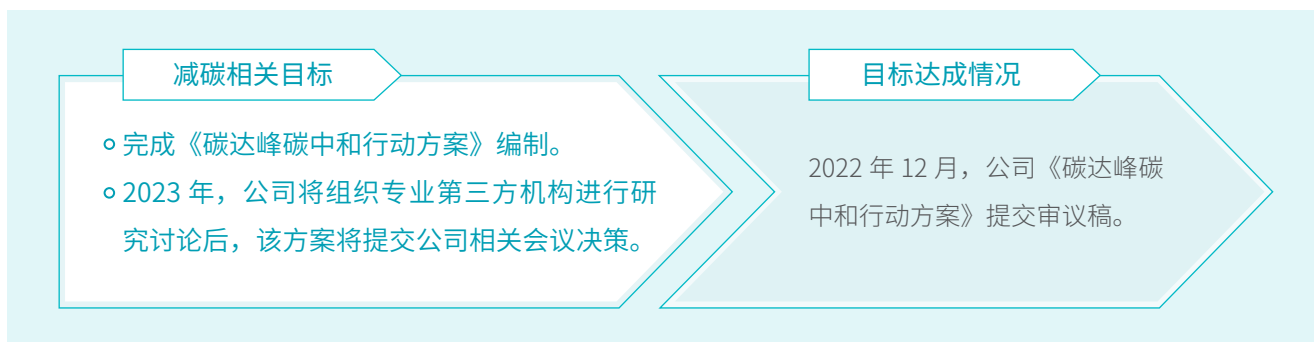 减碳相关目标
完成《碳达峰碳中和行动方案》编制。
2023 年，公司将组织专业第三方机构进行研
究讨论后，该方案将提交公司相关会议决策。
目标达成情况
2022 年 12 月，公司《碳达峰碳
中和行动方案》提交审议稿。